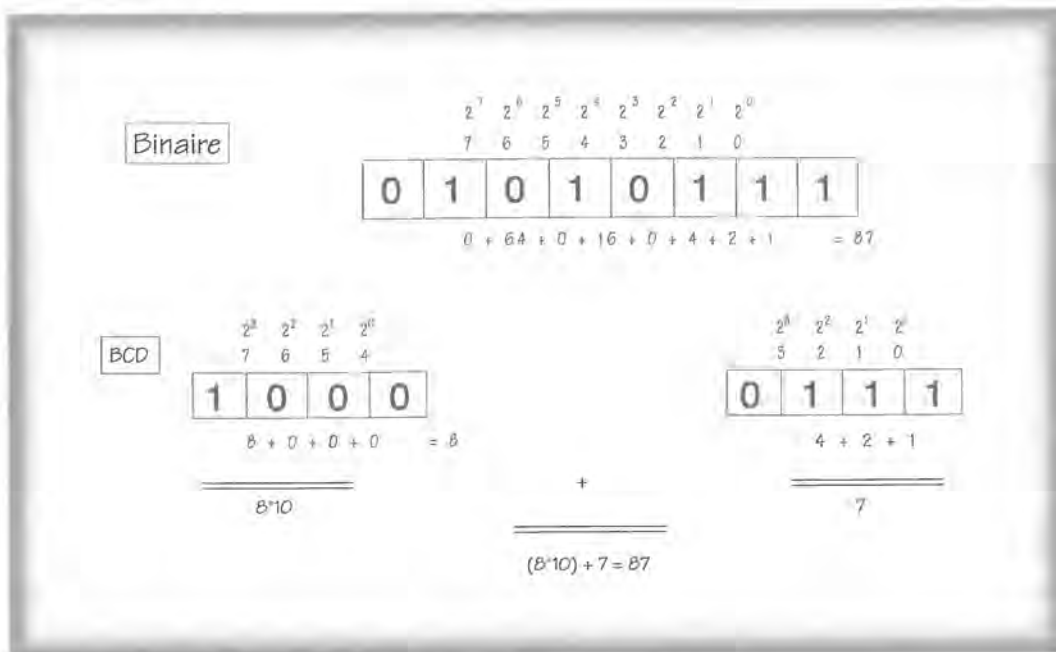 2⁷ 2⁶ 2⁵ 2⁴ 2³ 2² 2¹ 2⁰
Binaire
7 6 5 4 3 2 1 0
0 1 0 1 0 1 1 1
0 + 64 + 0 + 16 + 0 + 4 + 2 + 1 = 87
BCD
2³ 2² 2¹ 2⁰
7 6 5 4
1 0 0 0
8 + 0 + 0 + 0 = 8
8*10
+
2³ 2² 2¹ 2⁰
3 2 1 0
0 1 1 1
4 + 2 + 1
7
(8*10) + 7 = 87